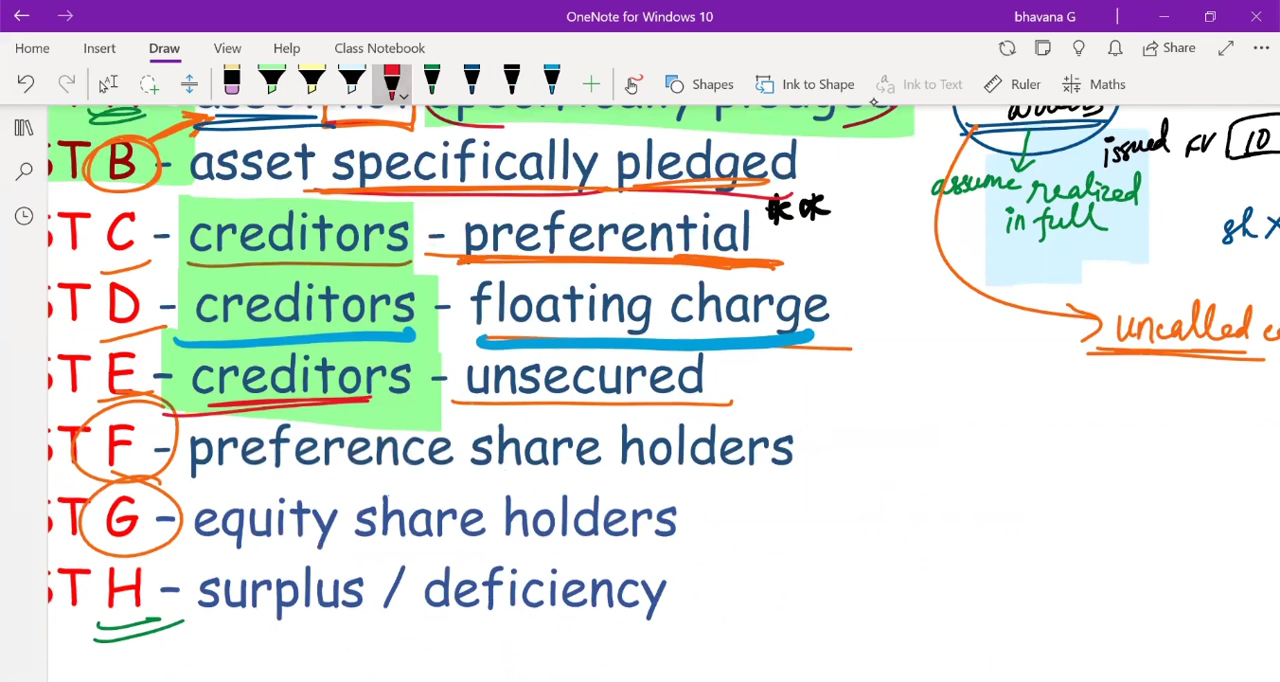 OneNote for Windows 10
bhavana G
Home Insert Draw View Help Class Notebook
Share
Shapes Ink to Shape Ink to Text Ruler Maths
specifically pledged
ST B - asset specifically pledged
ST C - creditors - preferential **
ST D - creditors - floating charge
ST E - creditors - unsecured
ST F - preference share holders
ST G - equity share holders
ST H - surplus / deficiency
issued FV 10
assume realized
in full
sh x
uncalled